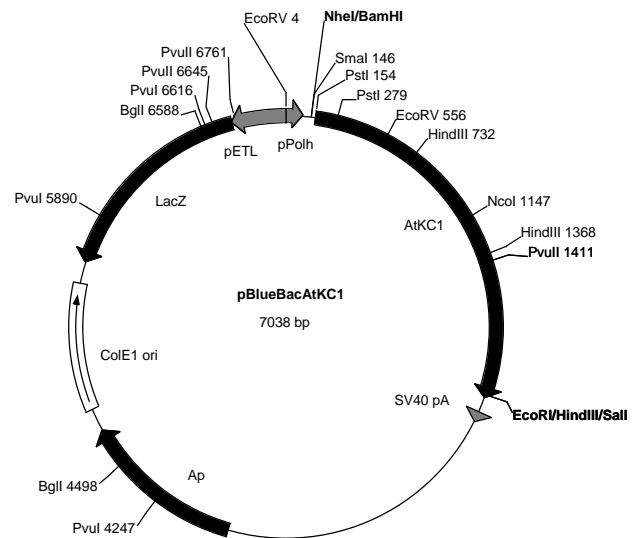 EcoRV 4
NheI/BamHI
PvuII 6761
SmaI 146
PvuII 6645
PstI 154
PvuI 6616
PstI 279
BglI 6588
EcoRV 556
HindIII 732
pETL
pPolh
PvuI 5890
LacZ
NcoI 1147
AtKC1
HindIII 1368
PvuII 1411
pBlueBacAtKC1
7038 bp
ColE1 ori
SV40 pA
EcoRI/HindIII/SalI
Ap
BglI 4498
PvuI 4247